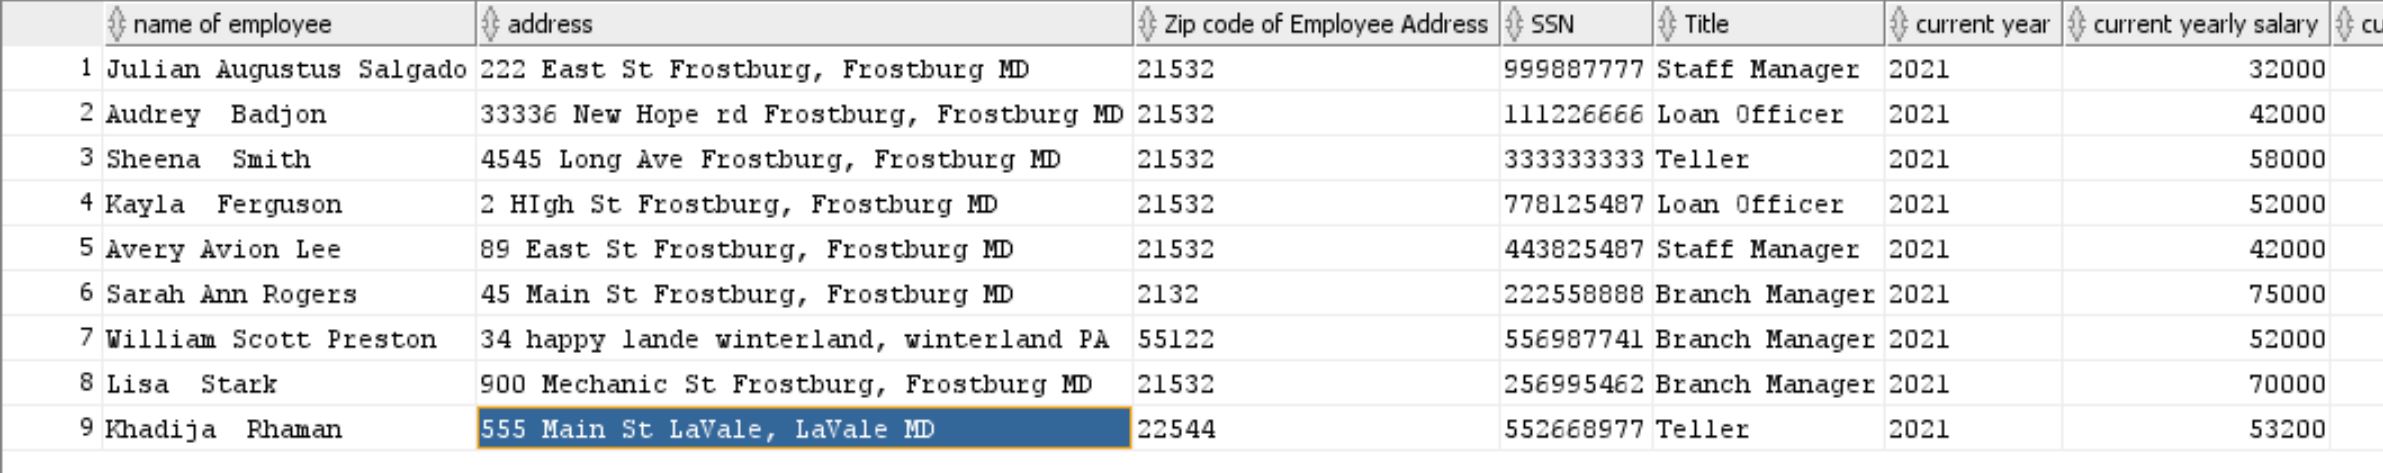 name of employee address Zip code of Employee Address SSN Title current year current yearly salary cu
1 Julian Augustus Salgado 222 East St Frostburg, Frostburg MD 21532 999887777 Staff Manager 2021 32000
2 Audrey  Badjon 33336 New Hope rd Frostburg, Frostburg MD 21532 111226666 Loan Officer 2021 42000
3 Sheena  Smith 4545 Long Ave Frostburg, Frostburg MD 21532 333333333 Teller 2021 58000
4 Kayla  Ferguson 2 HIgh St Frostburg, Frostburg MD 21532 778125487 Loan Officer 2021 52000
5 Avery Avion Lee 89 East St Frostburg, Frostburg MD 21532 443825487 Staff Manager 2021 42000
6 Sarah Ann Rogers 45 Main St Frostburg, Frostburg MD 2132 222558888 Branch Manager 2021 75000
7 William Scott Preston 34 happy lande winterland, winterland PA 55122 556987741 Branch Manager 2021 52000
8 Lisa  Stark 900 Mechanic St Frostburg, Frostburg MD 21532 256995462 Branch Manager 2021 70000
9 Khadija  Rhaman 555 Main St LaVale, LaVale MD 22544 552668977 Teller 2021 53200